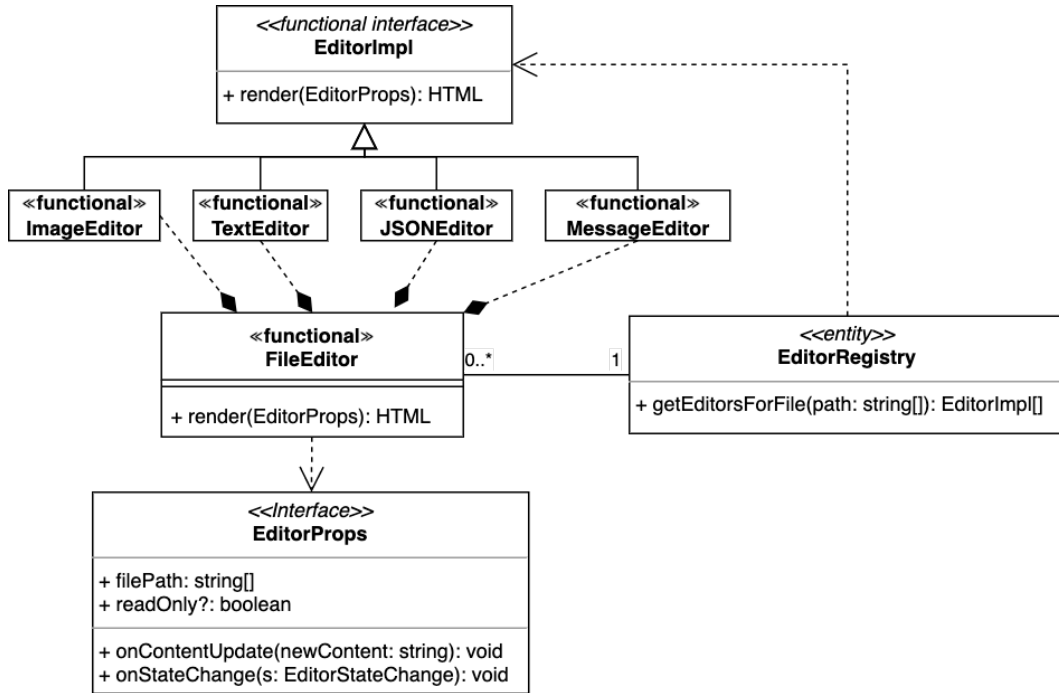 <<functional interface>>
EditorImpl
+ render(EditorProps): HTML
«functional»
ImageEditor
«functional»
TextEditor
«functional»
JSONEditor
«functional»
MessageEditor
«functional»
FileEditor
+ render(EditorProps): HTML
0..*
1
<<entity>>
EditorRegistry
+ getEditorsForFile(path: string[]): EditorImpl[]
<<Interface>>
EditorProps
+ filePath: string[]
+ readOnly?: boolean
+ onContentUpdate(newContent: string): void
+ onStateChange(s: EditorStateChange): void